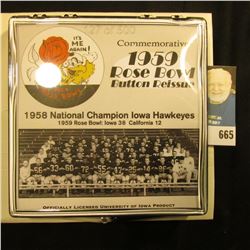 IT'S
ME
AGAIN!
Commemorative
1959
Rose Bowl
Button Reissue
1958 National Champion Iowa Hawkeyes
1959 Rose Bowl: Iowa 38 California 12
Officially Licensed University of Iowa Product
665